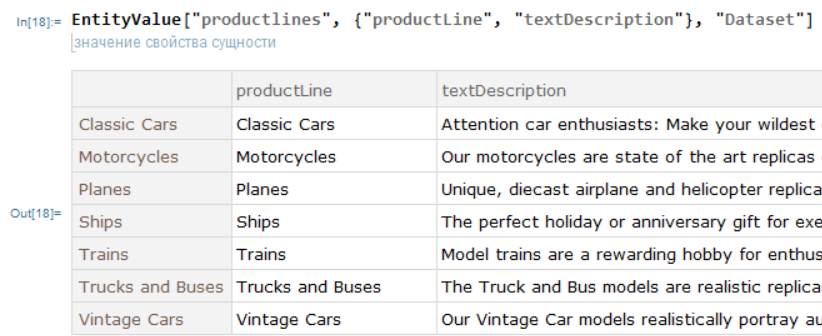 In[18]:= EntityValue["productlines", {"productLine", "textDescription"}, "Dataset"]
значение свойства сущности
productLine textDescription
Classic Cars Classic Cars Attention car enthusiasts: Make your wildest
Motorcycles Motorcycles Our motorcycles are state of the art replicas
Planes Planes Unique, diecast airplane and helicopter replica
Out[18]= Ships Ships The perfect holiday or anniversary gift for exe
Trains Trains Model trains are a rewarding hobby for enthus
Trucks and Buses Trucks and Buses The Truck and Bus models are realistic replica
Vintage Cars Vintage Cars Our Vintage Car models realistically portray au